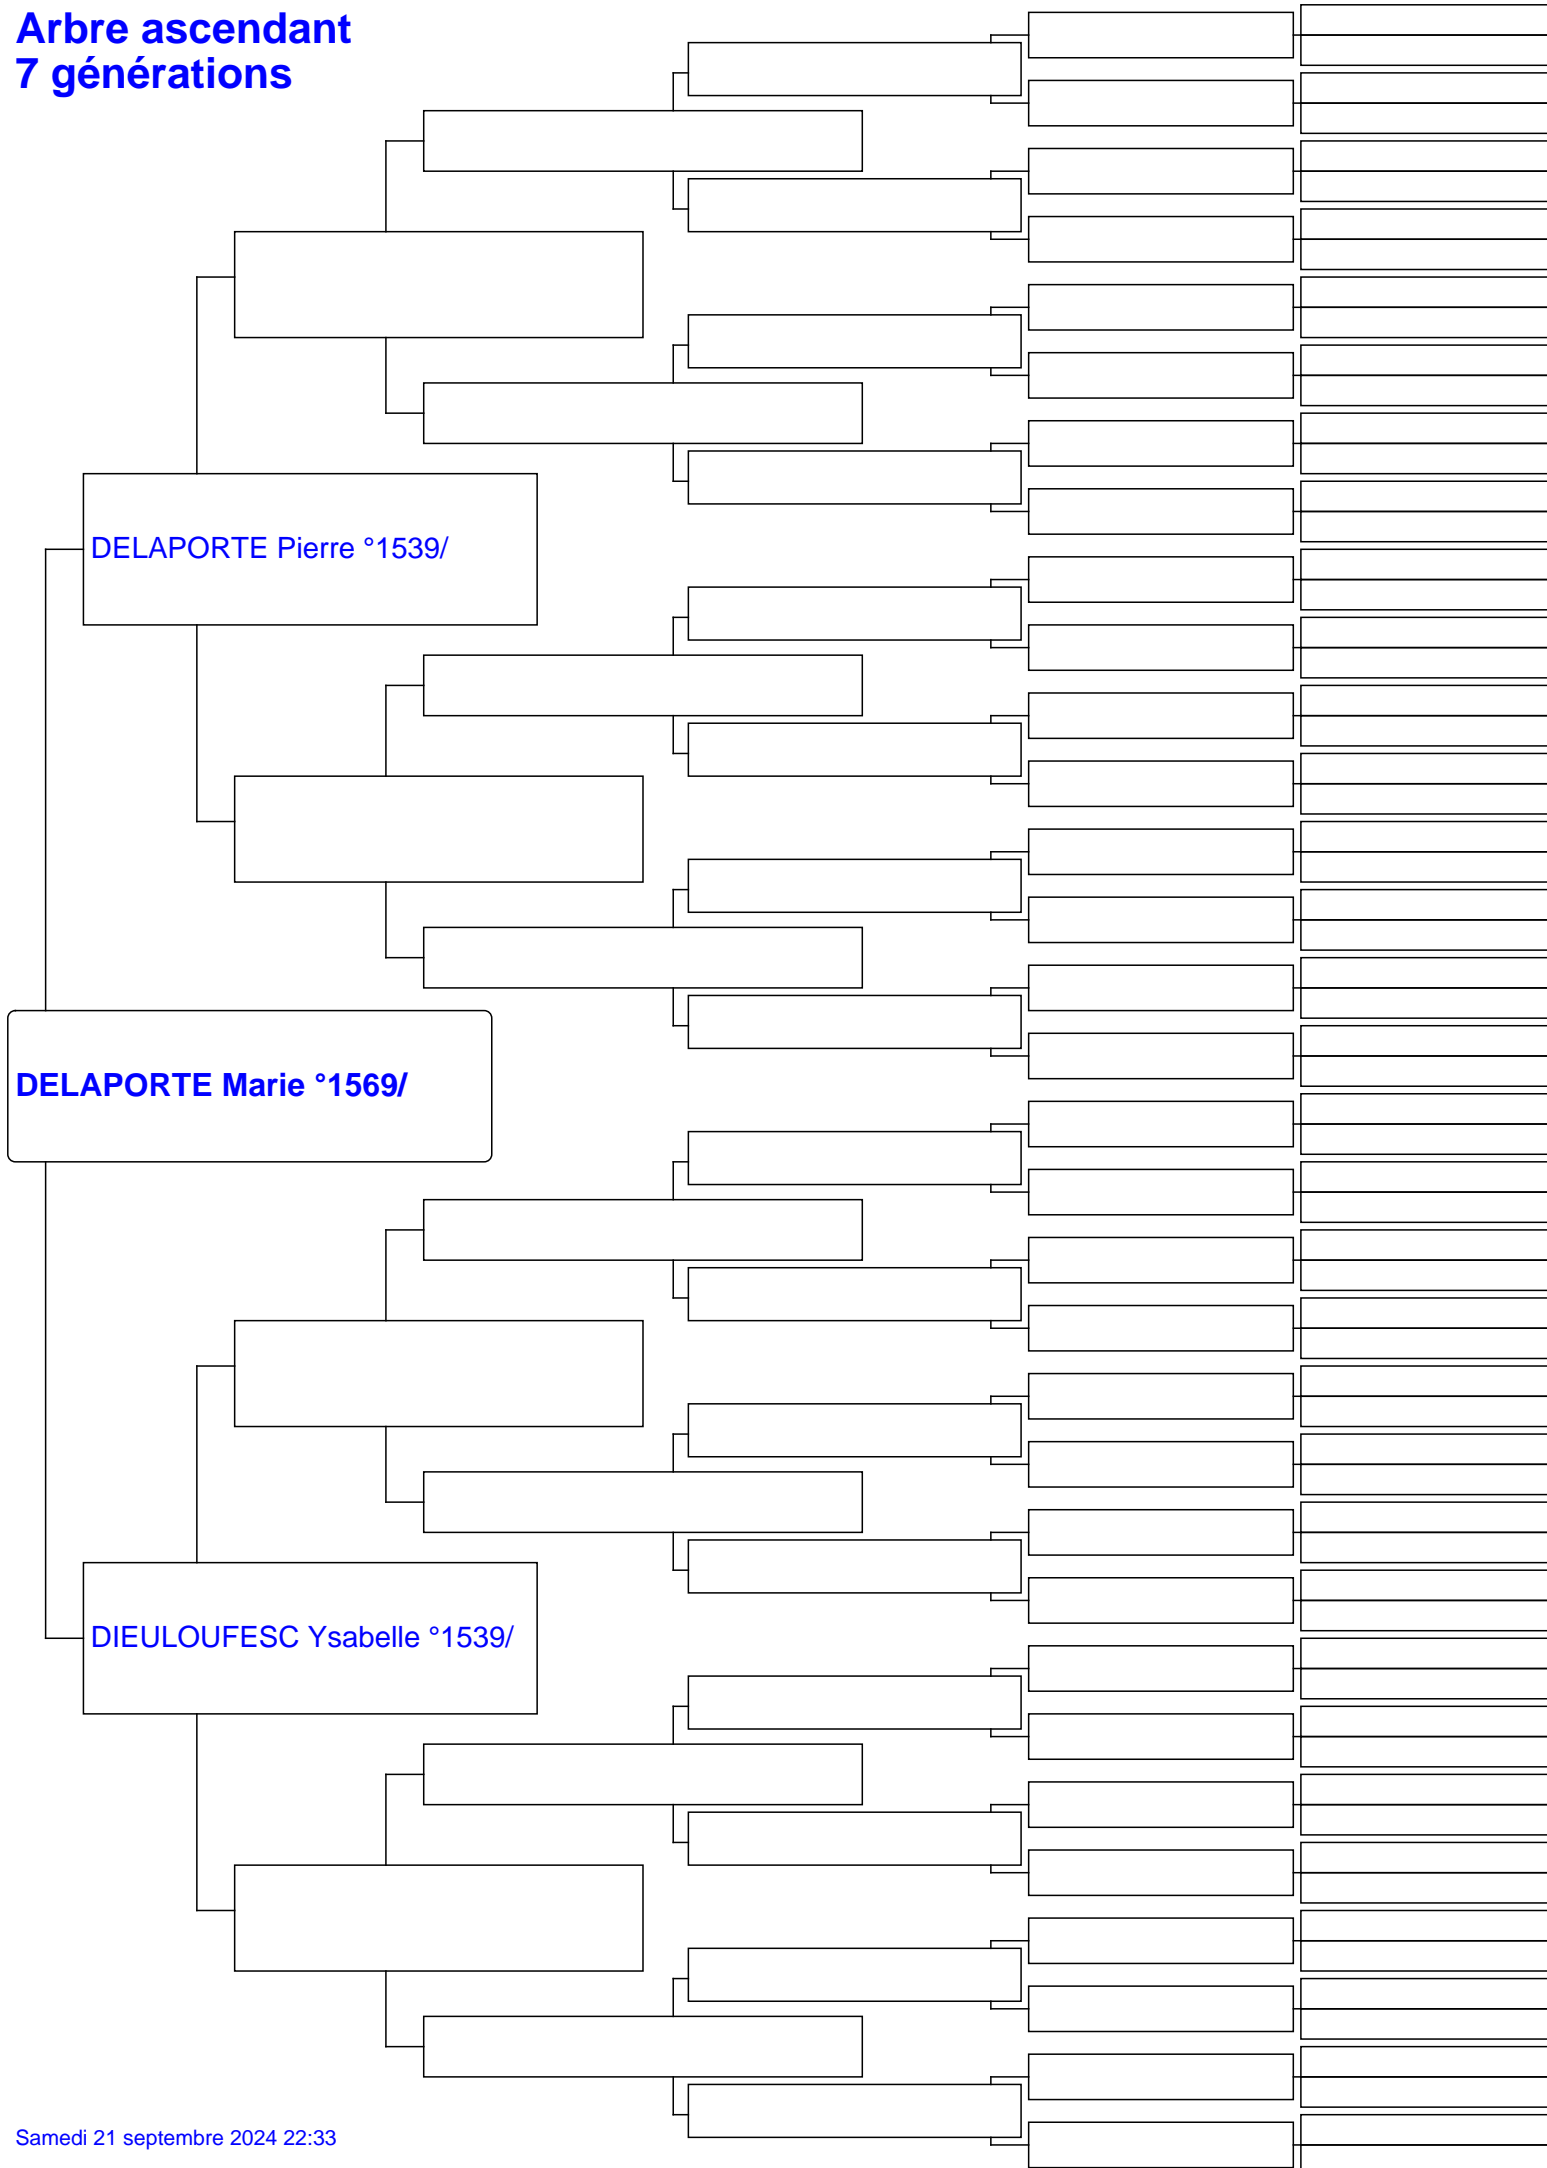 Arbre ascendant
7 générations
DELAPORTE Pierre °1539/
DELAPORTE Marie °1569/
DIEULOUFESC Ysabelle °1539/
Samedi 21 septembre 2024 22:33